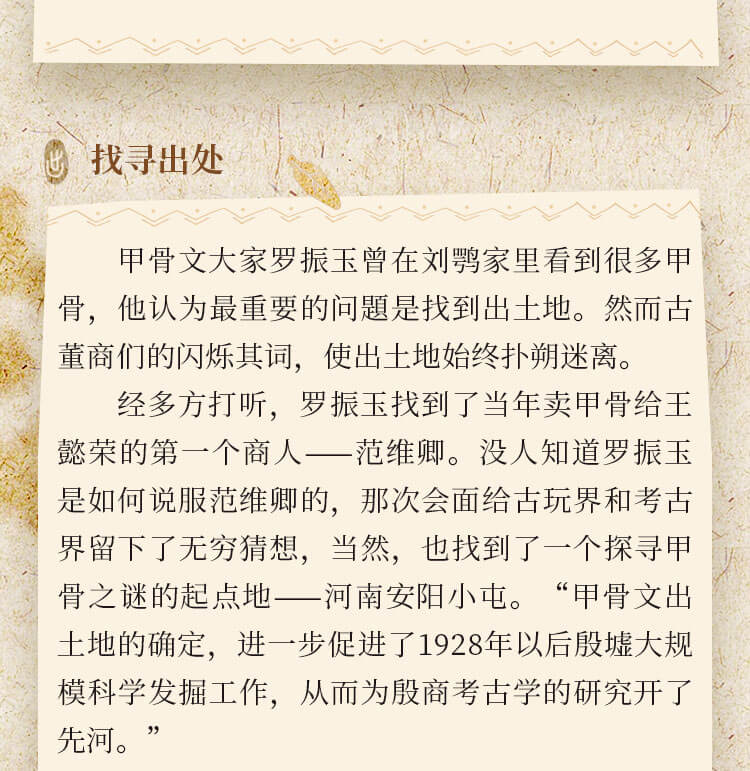 找寻出处
甲骨文大家罗振玉曾在刘鹗家里看到很多甲
骨，他认为最重要的问题是找到出土地。然而古
董商们的闪烁其词，使出土地始终扑朔迷离。
经多方打听，罗振玉找到了当年卖甲骨给王
懿荣的第一个商人——范维卿。没人知道罗振玉
是如何说服范维卿的，那次会面给古玩界和考古
界留下了无穷猜想，当然，也找到了一个探寻甲
骨之谜的起点地——河南安阳小屯。“甲骨文出
土地的确定，进一步促进了1928年以后殷墟大规
模科学发掘工作，从而为殷商考古学的研究开了
先河。”